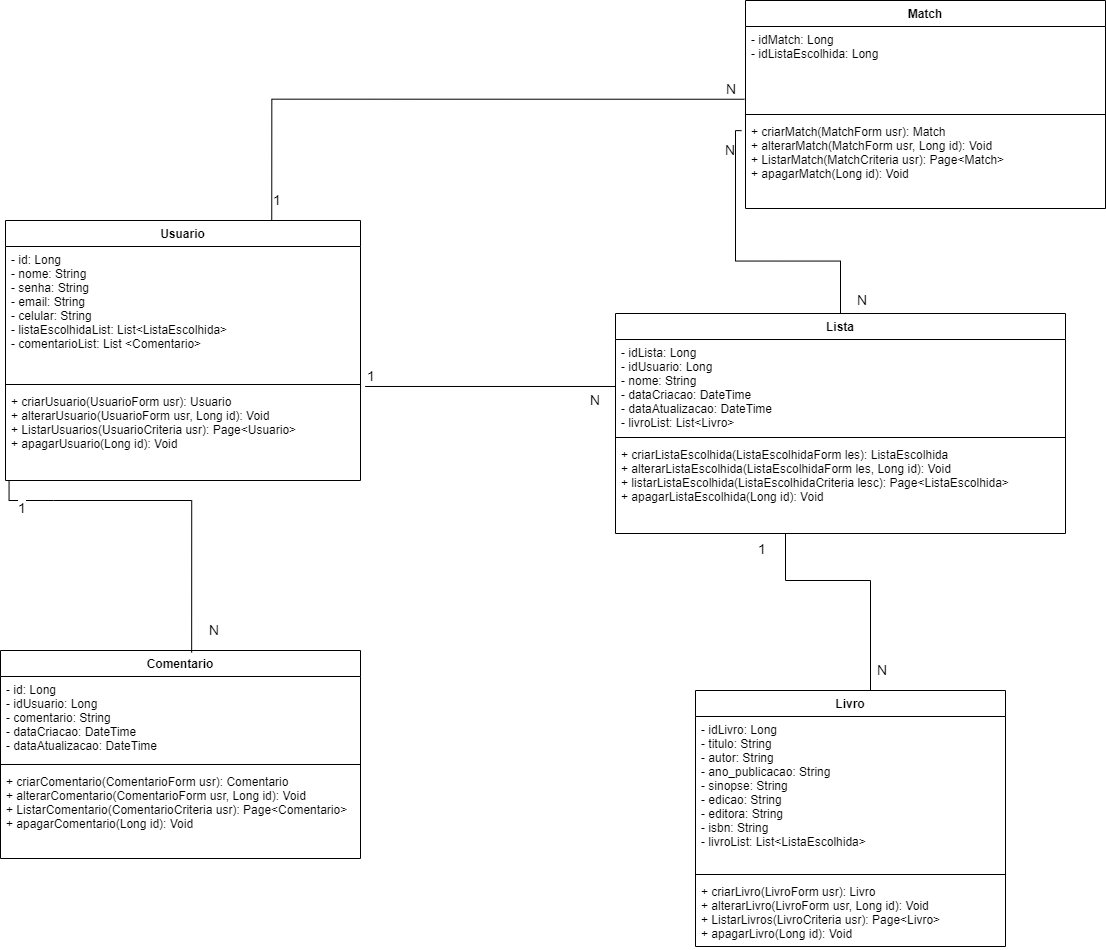 Match
- idMatch: Long
- idListaEscolhida: Long
+ criarMatch(MatchForm usr): Match
+ alterarMatch(MatchForm usr, Long id): Void
+ ListarMatch(MatchCriteria usr): Page<Match>
+ apagarMatch(Long id): Void
N
N
1
N
Usuario
- id: Long
- nome: String
- senha: String
- email: String
- celular: String
- listaEscolhidaList: List<ListaEscolhida>
- comentarioList: List <Comentario>
+ criarUsuario(UsuarioForm usr): Usuario
+ alterarUsuario(UsuarioForm usr, Long id): Void
+ ListarUsuarios(UsuarioCriteria usr): Page<Usuario>
+ apagarUsuario(Long id): Void
1
N
Lista
- idLista: Long
- idUsuario: Long
- nome: String
- dataCriacao: DateTime
- dataAtualizacao: DateTime
- livroList: List<Livro>
+ criarListaEscolhida(ListaEscolhidaForm les): ListaEscolhida
+ alterarListaEscolhida(ListaEscolhidaForm les, Long id): Void
+ listarListaEscolhida(ListaEscolhidaCriteria lesc): Page<ListaEscolhida>
+ apagarListaEscolhida(Long id): Void
1
1
N
N
Comentario
- id: Long
- idUsuario: Long
- comentario: String
- dataCriacao: DateTime
- dataAtualizacao: DateTime
+ criarComentario(ComentarioForm usr): Comentario
+ alterarComentario(ComentarioForm usr, Long id): Void
+ ListarComentario(ComentarioCriteria usr): Page<Comentario>
+ apagarComentario(Long id): Void
Livro
- idLivro: Long
- titulo: String
- autor: String
- ano_publicacao: String
- sinopse: String
- edicao: String
- editora: String
- isbn: String
- livroList: List<ListaEscolhida>
+ criarLivro(LivroForm usr): Livro
+ alterarLivro(LivroForm usr, Long id): Void
+ ListarLivros(LivroCriteria usr): Page<Livro>
+ apagarLivro(Long id): Void